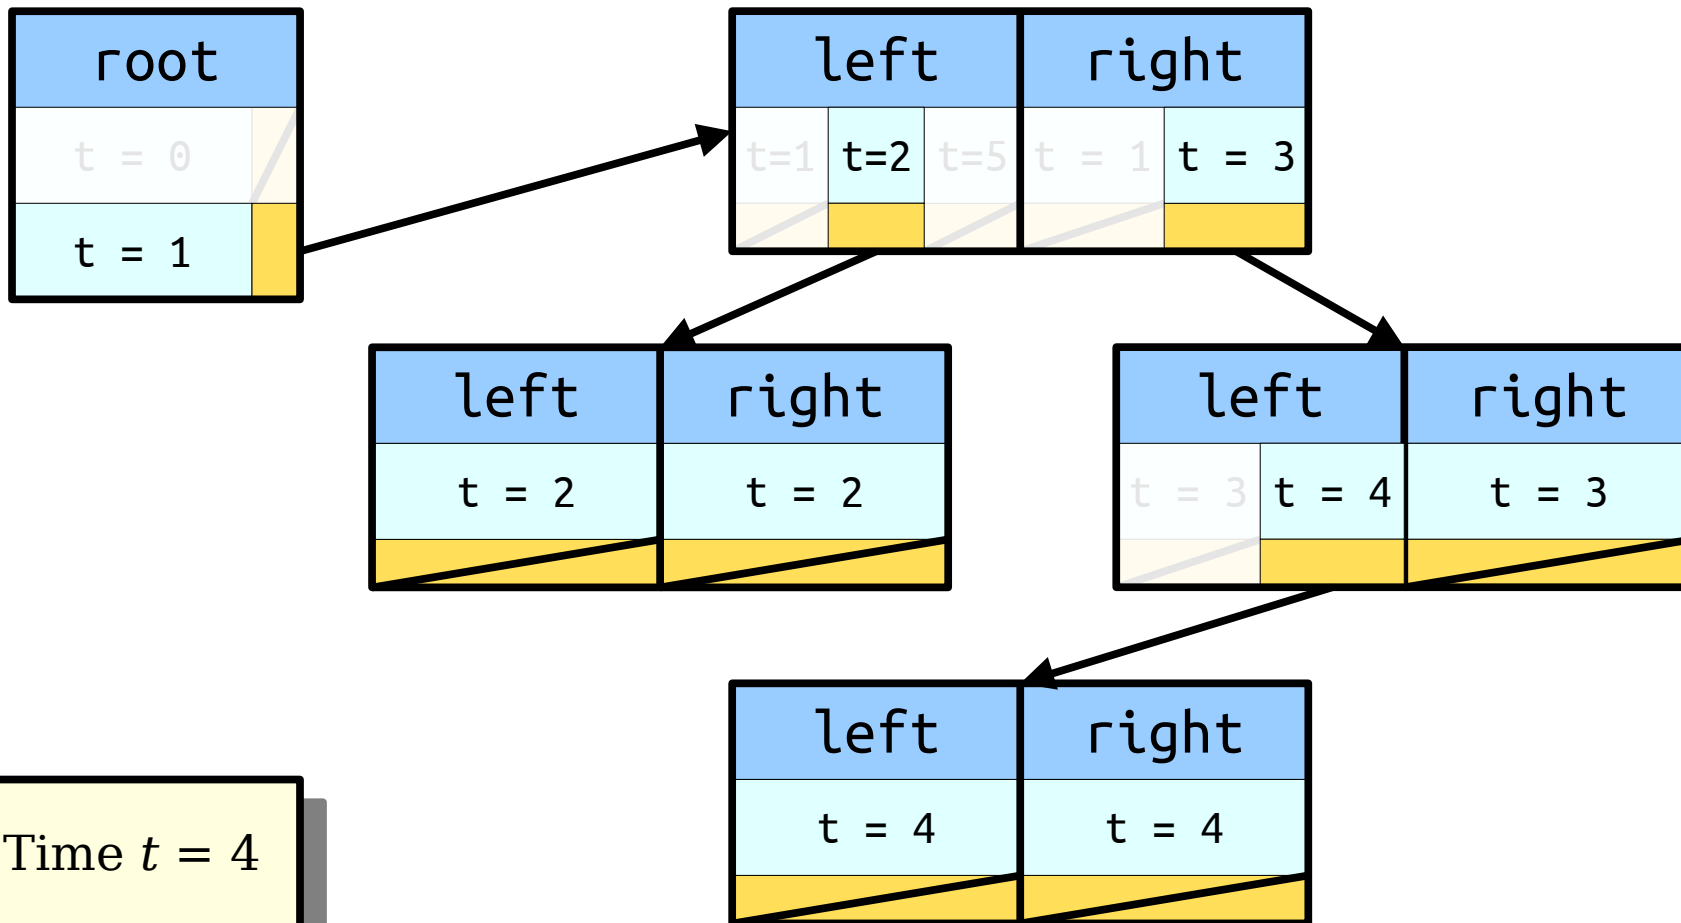 root
t = 0
t = 1
left right
t=1 t=2 t=5 t = 1 t = 3
left right
t = 2 t = 2
left right
t = 3 t = 4 t = 3
left right
t = 4 t = 4
Time t = 4